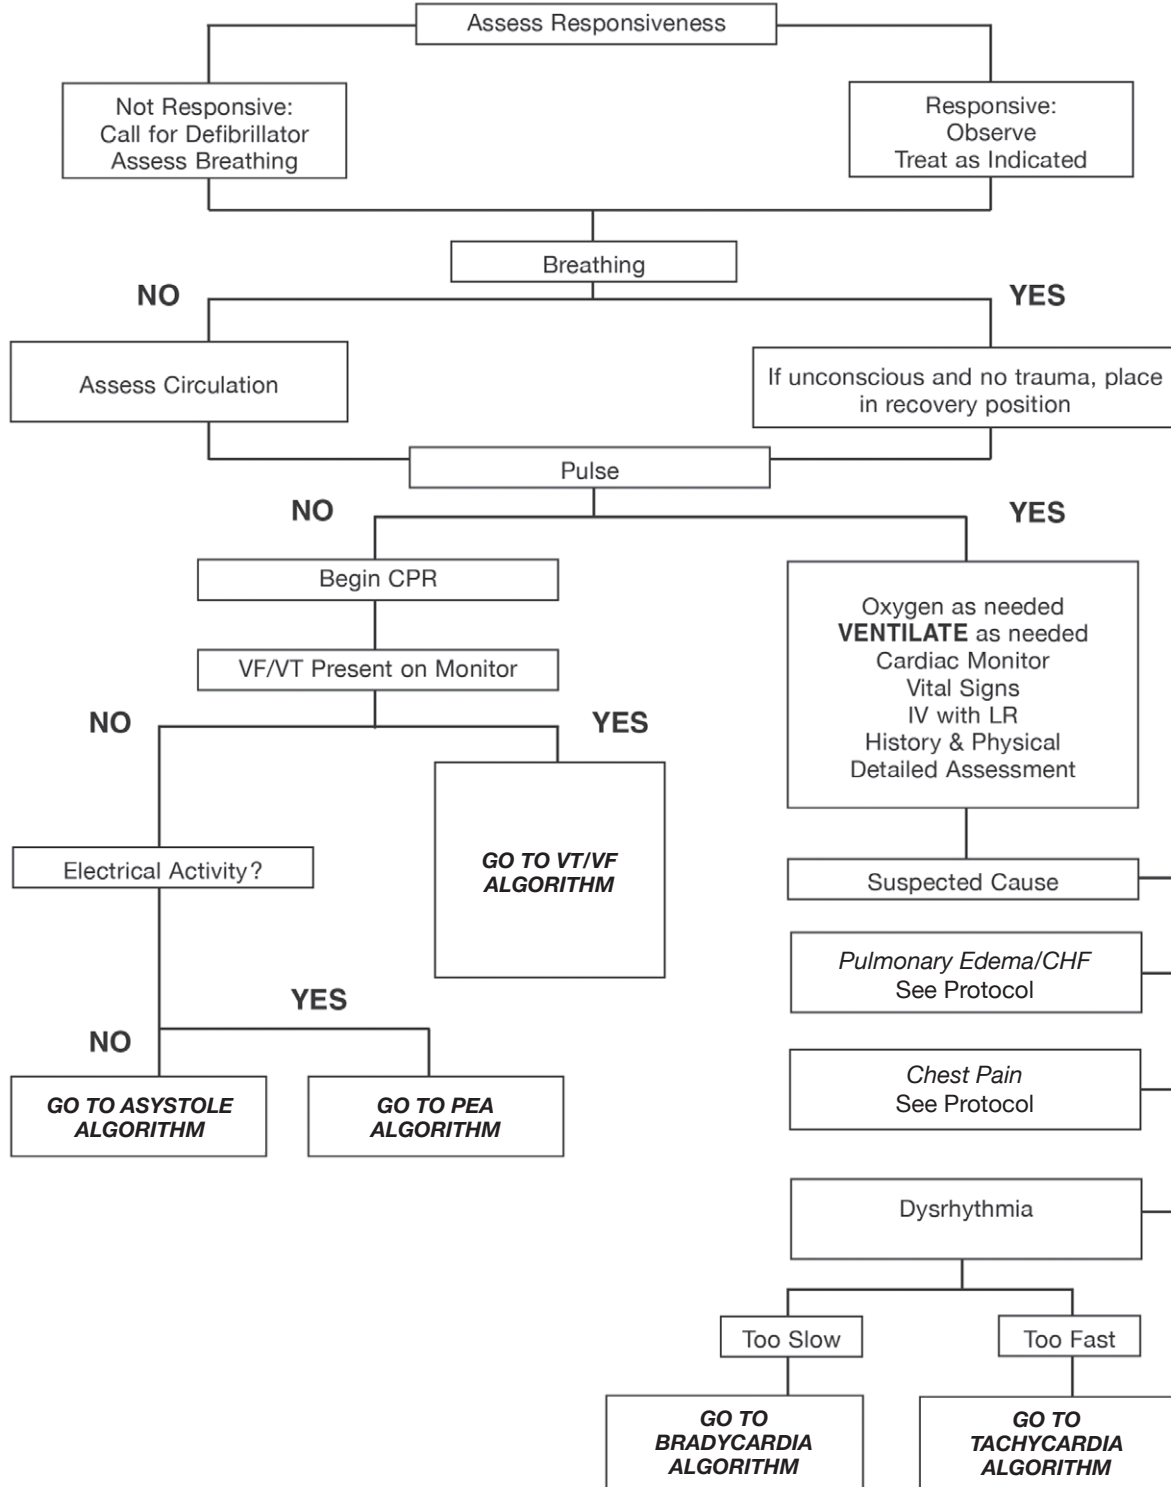 Assess Responsiveness
Not Responsive:
Call for Defibrillator
Assess Breathing
Responsive:
Observe
Treat as Indicated
Breathing
NO
YES
Assess Circulation
If unconscious and no trauma, place
in recovery position
Pulse
NO
YES
Begin CPR
Oxygen as needed
VENTILATE as needed
Cardiac Monitor
Vital Signs
IV with LR
History & Physical
Detailed Assessment
VF/VT Present on Monitor
NO
YES
GO TO VT/VF
ALGORITHM
Electrical Activity?
Suspected Cause
Pulmonary Edema/CHF
See Protocol
YES
NO
GO TO ASYSTOLE
ALGORITHM
GO TO PEA
ALGORITHM
Chest Pain
See Protocol
Dysrhythmia
Too Slow
Too Fast
GO TO
BRADYCARDIA
ALGORITHM
GO TO
TACHYCARDIA
ALGORITHM